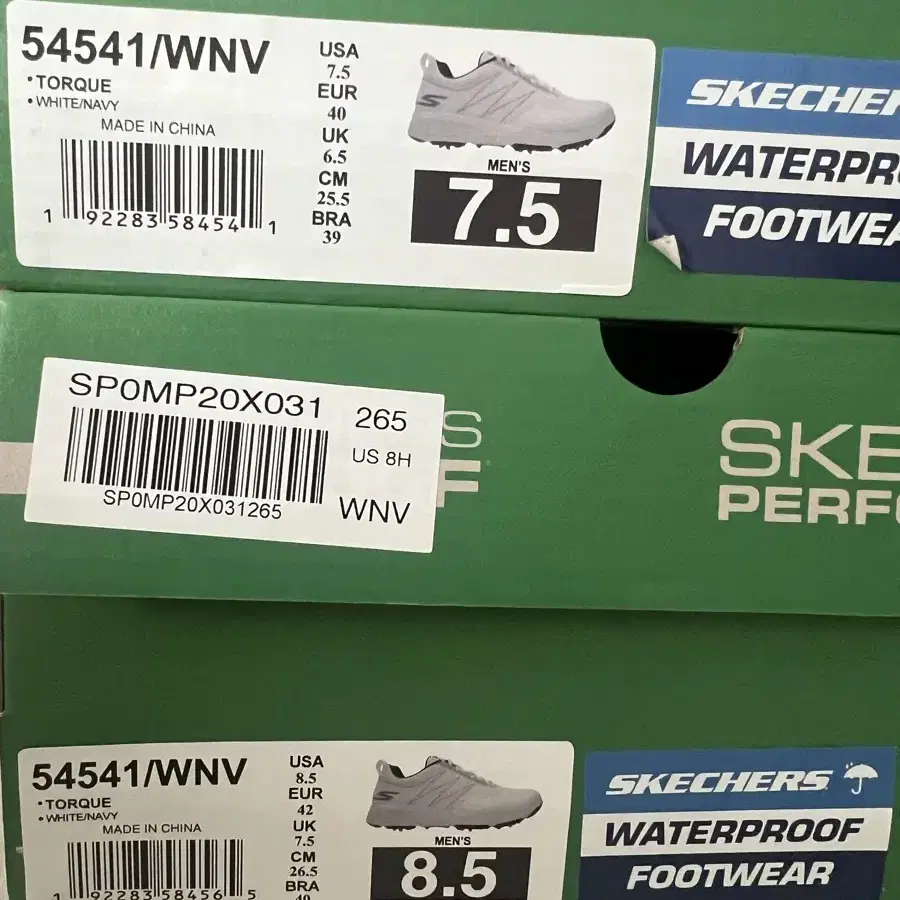 54541/WNV
• TORQUE
• WHITE/NAVY
MADE IN CHINA
1 92283 58454 1
USA
7.5
EUR
40
UK
6.5
CM
25.5
BRA
39
MEN'S
7.5
WATERPR
FOOTWEA
SP0MP20X031
265
US 8H
SP0MP20X031265
WNV
S
F
SKE
PERF
54541/WNV
• TORQUE
• WHITE/NAVY
MADE IN CHINA
1 92283 58456 5
USA
8.5
EUR
42
UK
7.5
CM
26.5
BRA
MEN'S
8.5
SKECHERS
WATERPROOF
FOOTWEAR